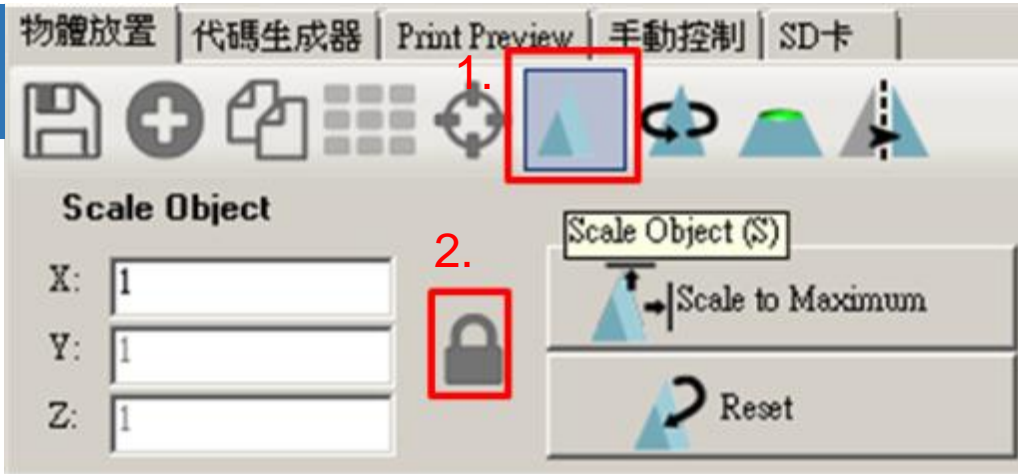 物體放置 代碼生成器 Print Preview 手動控制 SD卡
1.
Scale Object
Scale Object (S)
2.
X: 1
Scale to Maximum
Y: 1
Z: 1
Reset